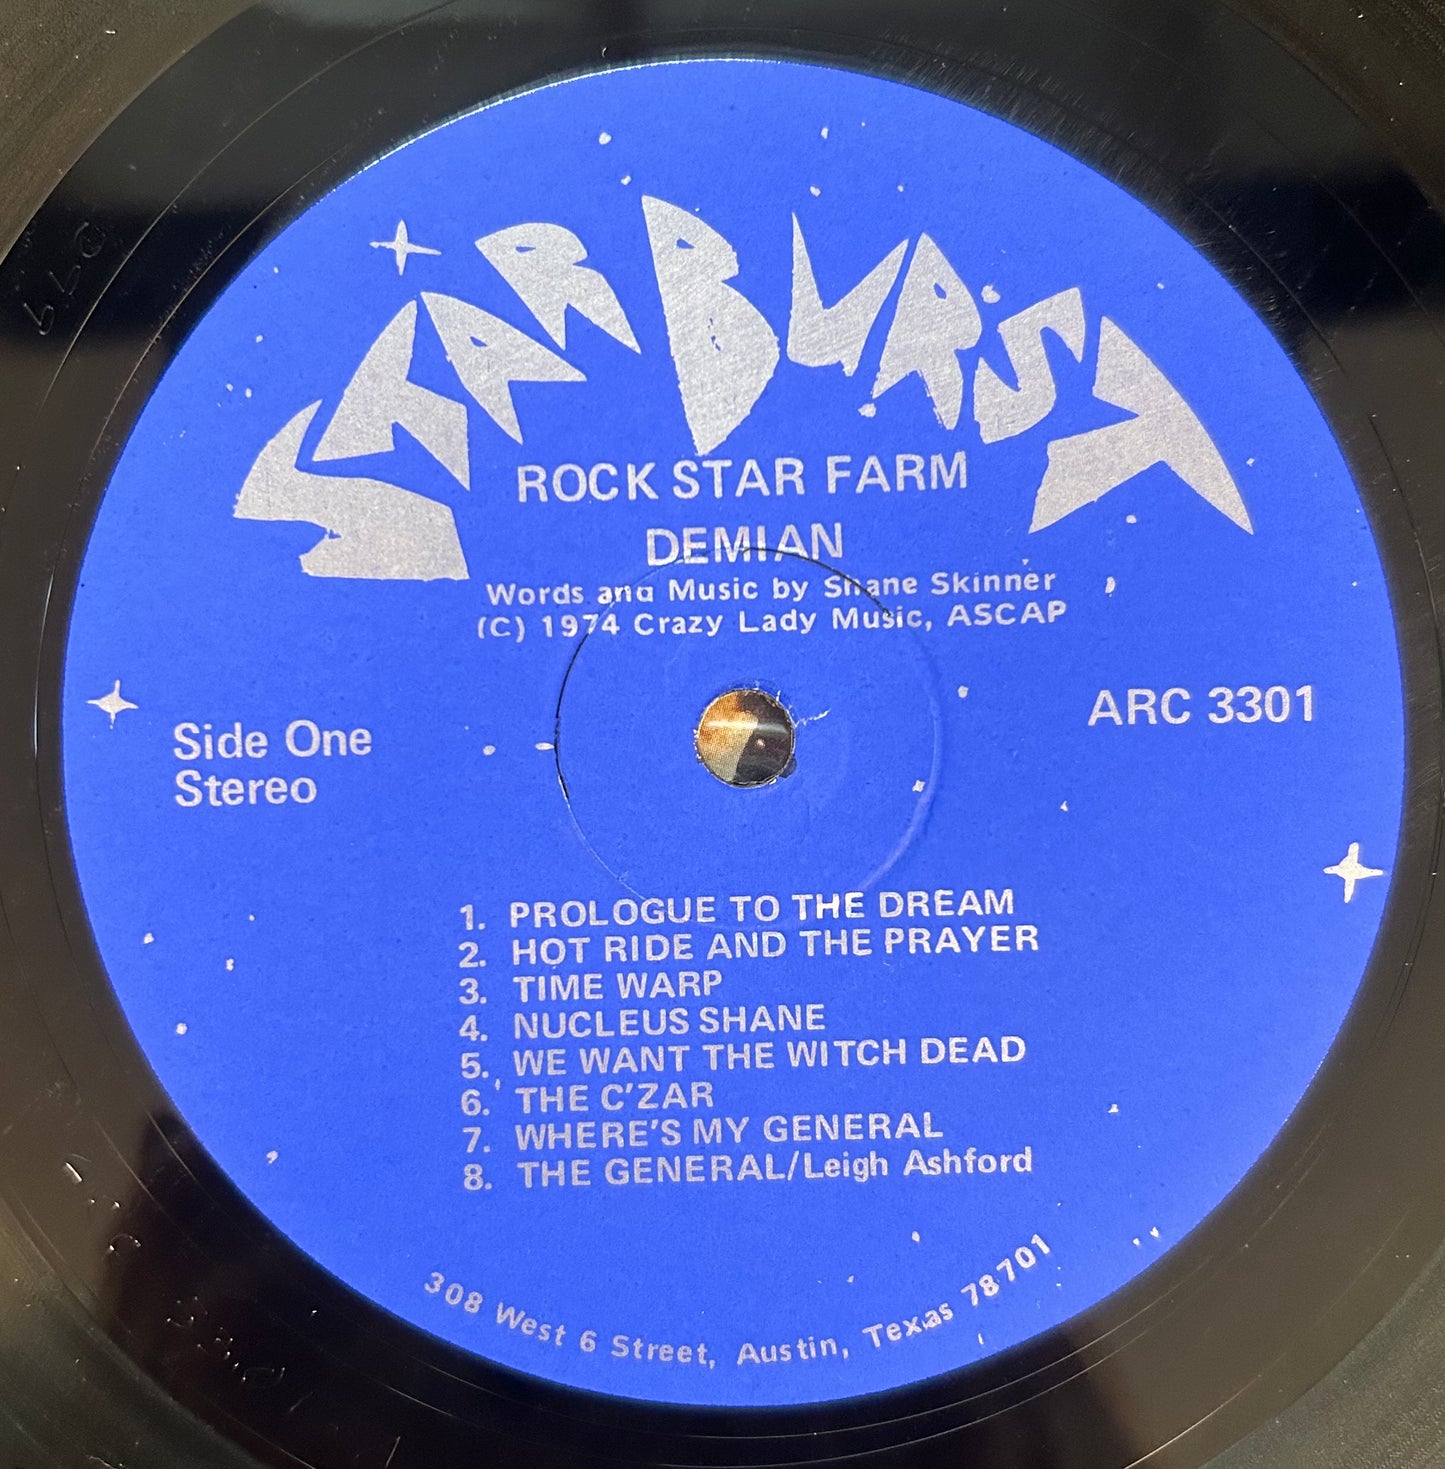 STARBURST
ROCK STAR FARM
DEMIAN
Words and Music by Shane Skinner
(C) 1974 Crazy Lady Music, ASCAP
Side One
Stereo
ARC 3301
1. PROLOGUE TO THE DREAM
2. HOT RIDE AND THE PRAYER
3. TIME WARP
4. NUCLEUS SHANE
5. WE WANT THE WITCH DEAD
6. THE C'ZAR
7. WHERE'S MY GENERAL
8. THE GENERAL/Leigh Ashford
308 West 6 Street, Austin, Texas 78701